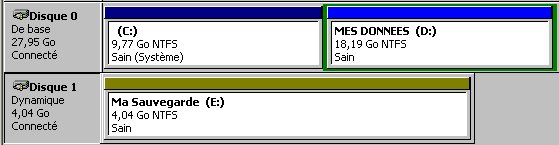 Disque 0
De base
27,95 Go
Connecté
(C:)
9,77 Go NTFS
Sain (Système)
MES DONNEES (D:)
18,19 Go NTFS
Sain
Disque 1
Dynamique
4,04 Go
Connecté
Ma Sauvegarde (E:)
4,04 Go NTFS
Sain